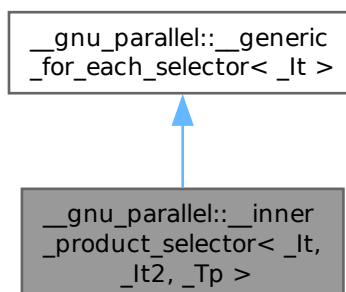 __gnu_parallel::__generic
_for_each_selector< _It >
__gnu_parallel::__inner
_product_selector< _It,
_It2, _Tp >